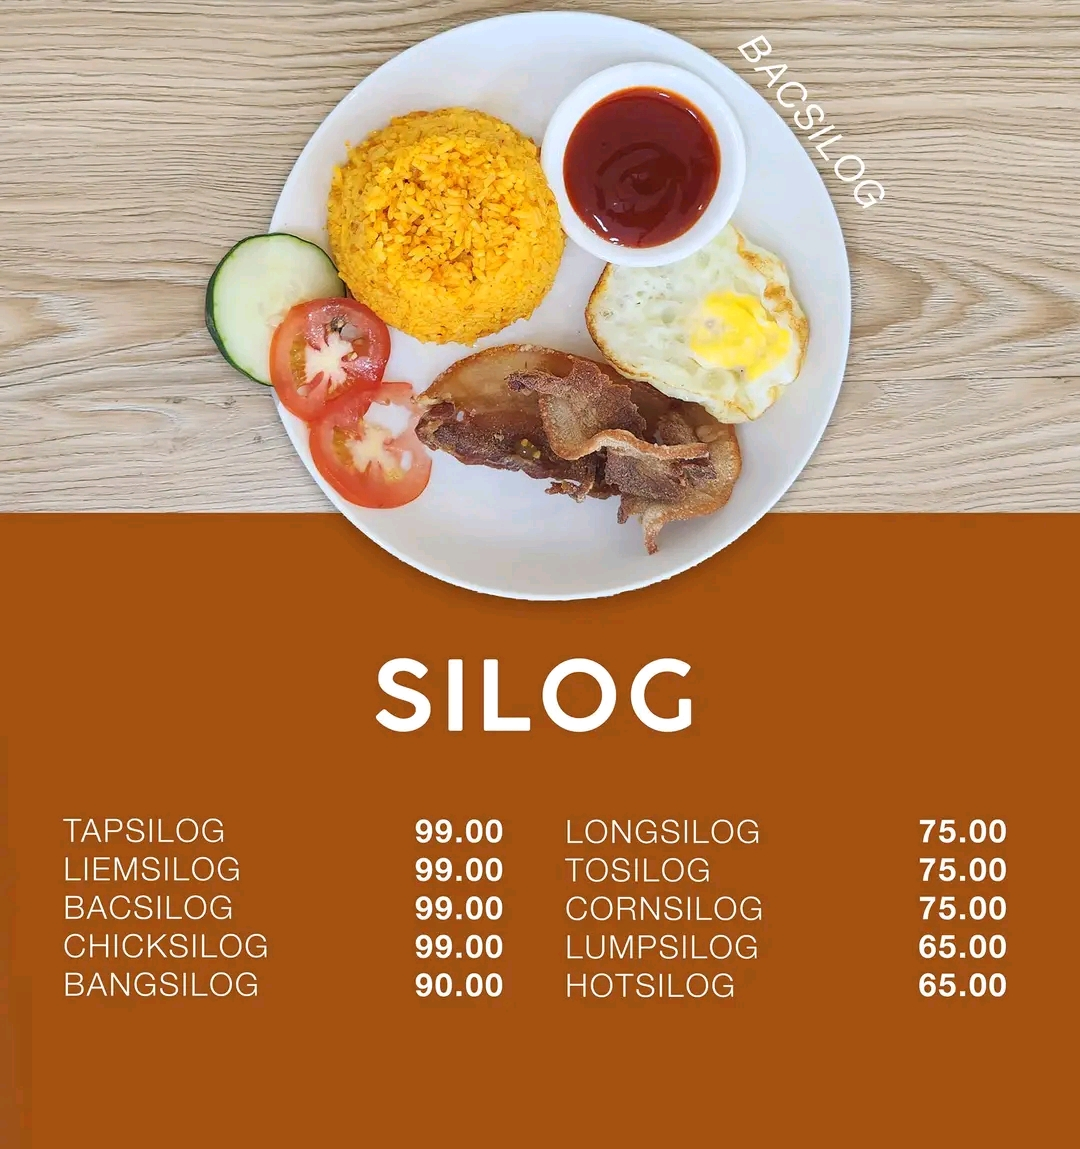 BACSILOG
SILOG
TAPSILOG 99.00
LIEMSILOG 99.00
BACSILOG 99.00
CHICKSILOG 99.00
BANGSILOG 90.00
LONGSILOG 75.00
TOSILOG 75.00
CORNSILOG 75.00
LUMPSILOG 65.00
HOTSILOG 65.00